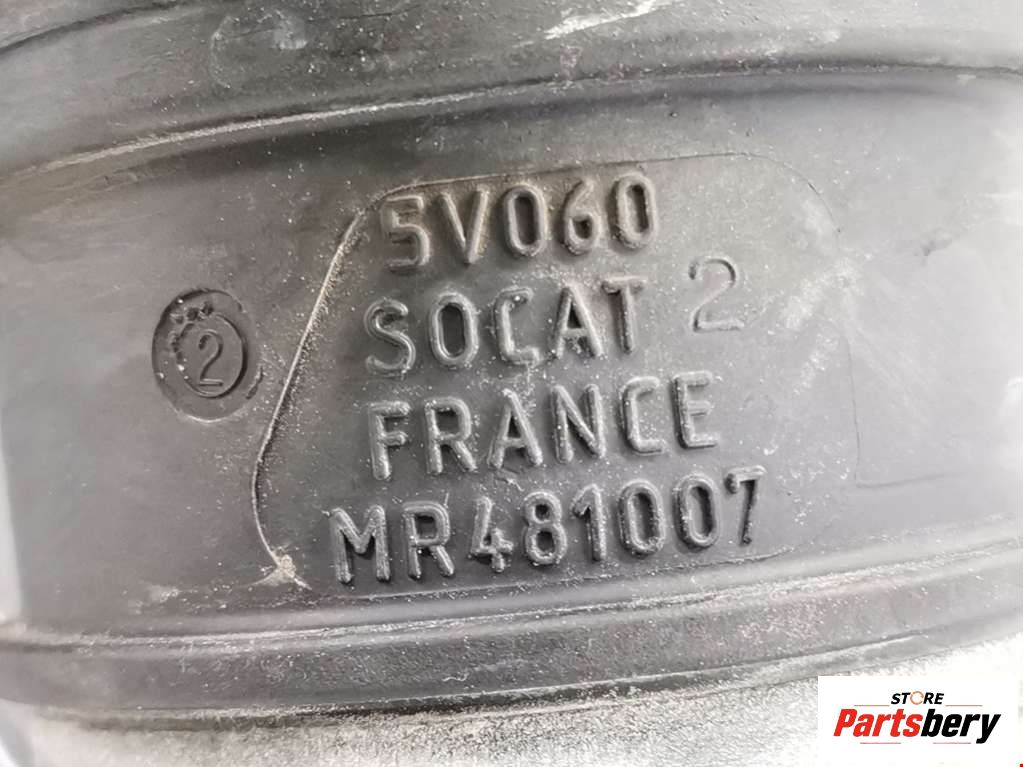 5V060
SOÇAT 2
2
FRANCE
MR481007
STORE
Partsbery